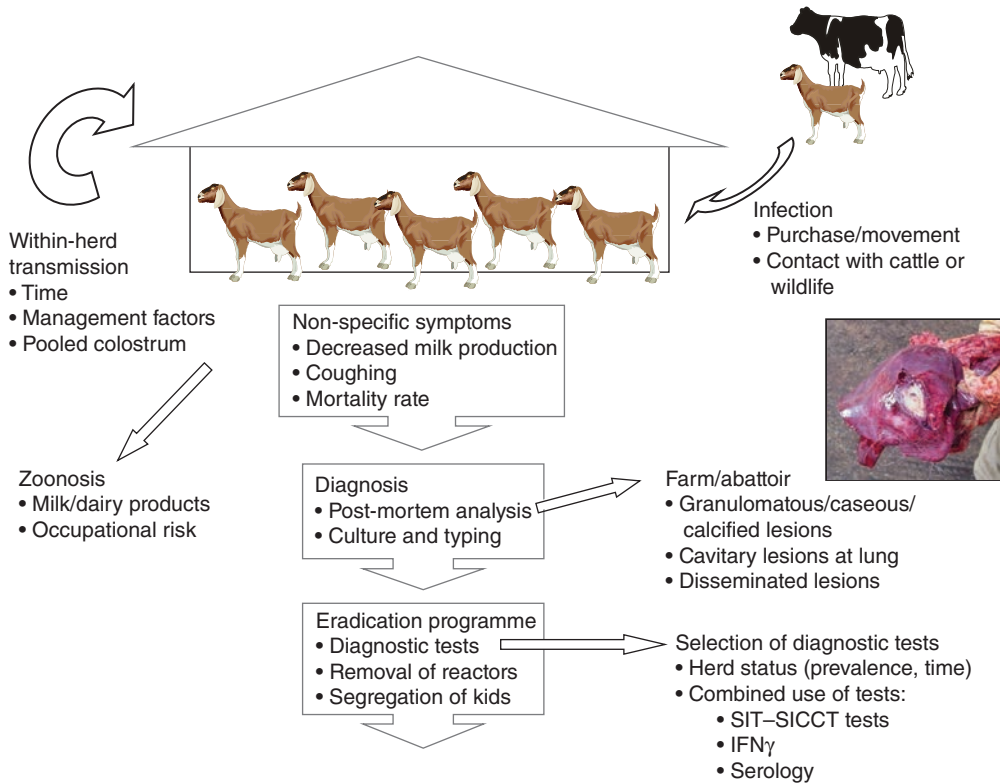 Within-herd
transmission
• Time
• Management factors
• Pooled colostrum
Infection
• Purchase/movement
• Contact with cattle or
wildlife
Non-specific symptoms
• Decreased milk production
• Coughing
• Mortality rate
Zoonosis
• Milk/dairy products
• Occupational risk
Diagnosis
• Post-mortem analysis
• Culture and typing
Farm/abattoir
• Granulomatous/caseous/
calcified lesions
• Cavitary lesions at lung
• Disseminated lesions
Eradication programme
• Diagnostic tests
• Removal of reactors
• Segregation of kids
Selection of diagnostic tests
• Herd status (prevalence, time)
• Combined use of tests:
• SIT–SICCT tests
• IFNγ
• Serology